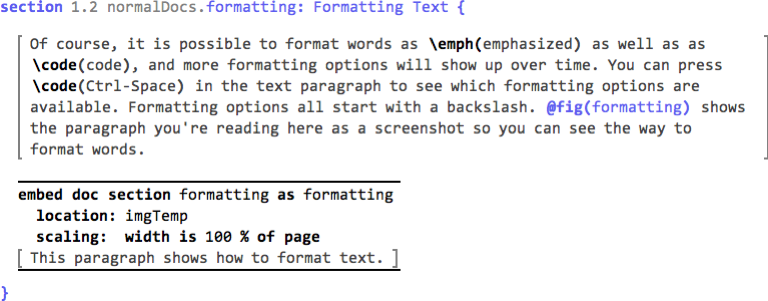 section 1.2 normalDocs.formatting: Formatting Text {
[ Of course, it is possible to format words as \emph(emphasized) as well as as ]
\code(code), and more formatting options will show up over time. You can press
\code(Ctrl-Space) in the text paragraph to see which formatting options are
available. Formatting options all start with a backslash. @fig(formatting) shows
the paragraph you're reading here as a screenshot so you can see the way to
format words.
embed doc section formatting as formatting
location: imgTemp
scaling: width is 100 % of page
[ This paragraph shows how to format text. ]
}